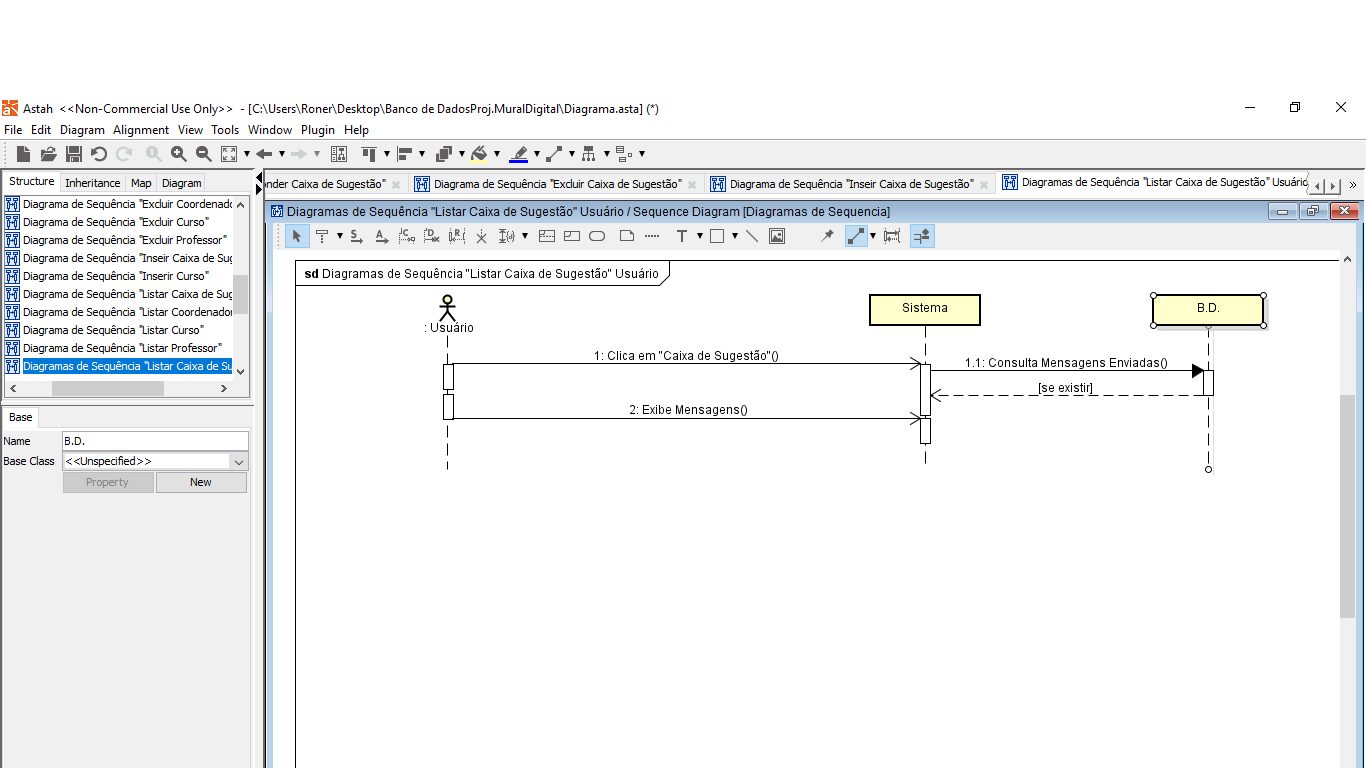 Astah <<Non-Commercial Use Only>> - [C:\Users\Roner\Desktop\Banco de DadosProj.MuralDigital\Diagrama.asta] (*)
File Edit Diagram Alignment View Tools Window Plugin Help
Structure Inheritance Map Diagram
Diagrama de Sequência "Excluir Coordenado
Diagrama de Sequência "Excluir Curso"
Diagrama de Sequência "Excluir Professor"
Diagrama de Sequência "Inseir Caixa de Sug
Diagrama de Sequência "Inserir Curso"
Diagrama de Sequência "Listar Caixa de Sug
Diagrama de Sequência "Listar Coordenador
Diagrama de Sequência "Listar Curso"
Diagrama de Sequência "Listar Professor"
Diagramas de Sequência "Listar Caixa de Su
Base
Name B.D.
Base Class <<Unspecified>>
Property New
onder Caixa de Sugestão" Diagrama de Sequência "Excluir Caixa de Sugestão" Diagrama de Sequência "Inseir Caixa de Sugestão" Diagramas de Sequência "Listar Caixa de Sugestão" Usuário
Diagramas de Sequência "Listar Caixa de Sugestão" Usuário / Sequence Diagram [Diagramas de Sequencia]
sd Diagramas de Sequência "Listar Caixa de Sugestão" Usuário
: Usuário
Sistema
B.D.
1: Clica em "Caixa de Sugestão"()
1.1: Consulta Mensagens Enviadas()
[se existir]
2: Exibe Mensagens()